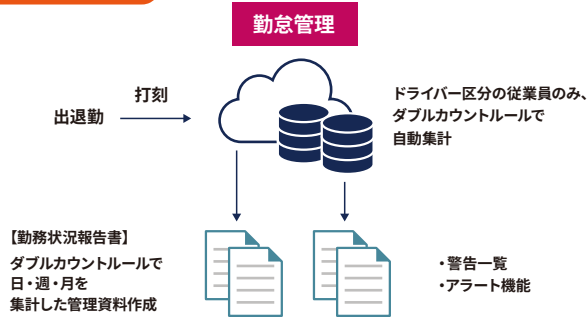 勤怠管理
打刻
出退勤
ドライバー区分の従業員のみ、
ダブルカウントルールで
自動集計
【勤務状況報告書】
ダブルカウントルールで
日・週・月を
集計した管理資料作成
・警告一覧
・アラート機能